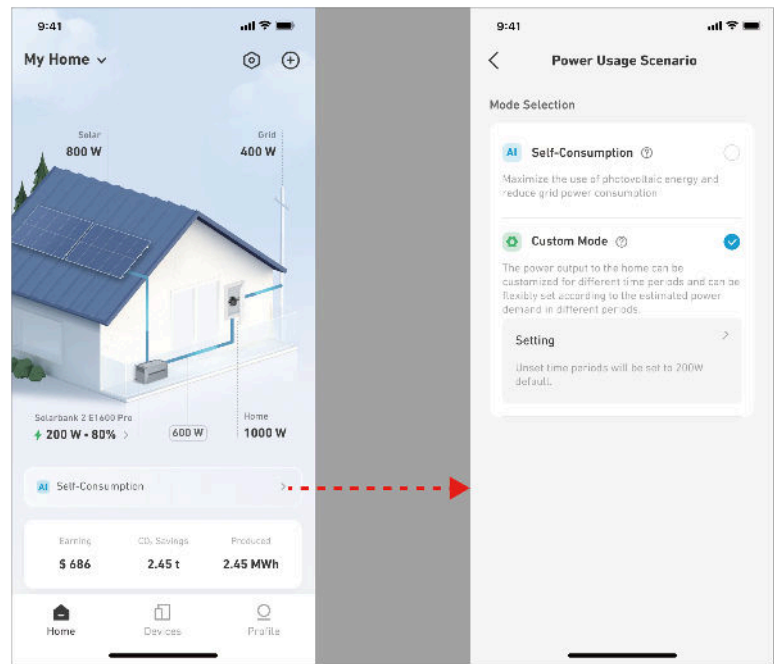 9:41
My Home
Solar
800 W
Grid
400 W
Solarbank 2 E1600 Pro
200 W • 80%
600 W
Home
1000 W
AI Self-Consumption
Earning
$ 686
CO₂ Savings
2.45 t
Produced
2.45 MWh
Home
Devices
Profile
9:41
Power Usage Scenario
Mode Selection
AI Self-Consumption ?
Maximize the use of photovoltaic energy and
reduce grid power consumption
Custom Mode ?
The power output to the home can be
customized for different time periods and can be
flexibly set according to the estimated power
demand in different periods.
Setting
Unset time periods will be set to 200W
default.